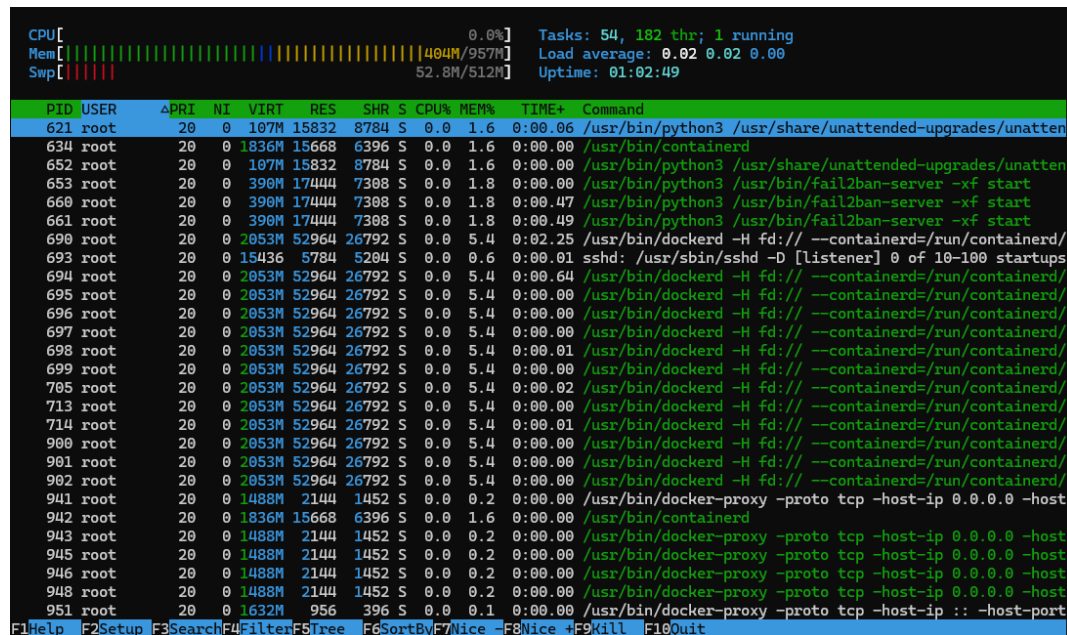 CPU[ 0.0%] Tasks: 54, 182 thr; 1 running
Mem[|||||||||||||||||||||||||||||||||||||||||||404M/957M] Load average: 0.02 0.02 0.00
Swp[|||||| 52.8M/512M] Uptime: 01:02:49
PID USER △PRI NI VIRT RES SHR S CPU% MEM% TIME+ Command
621 root 20 0 107M 15832 8784 S 0.0 1.6 0:00.06 /usr/bin/python3 /usr/share/unattended-upgrades/unatten
634 root 20 0 1836M 15668 6396 S 0.0 1.6 0:00.00 /usr/bin/containerd
652 root 20 0 107M 15832 8784 S 0.0 1.6 0:00.00 /usr/bin/python3 /usr/share/unattended-upgrades/unatten
653 root 20 0 390M 17444 7308 S 0.0 1.8 0:00.00 /usr/bin/python3 /usr/bin/fail2ban-server -xf start
660 root 20 0 390M 17444 7308 S 0.0 1.8 0:00.47 /usr/bin/python3 /usr/bin/fail2ban-server -xf start
661 root 20 0 390M 17444 7308 S 0.0 1.8 0:00.49 /usr/bin/python3 /usr/bin/fail2ban-server -xf start
690 root 20 0 2053M 52964 26792 S 0.0 5.4 0:02.25 /usr/bin/dockerd -H fd:// --containerd=/run/containerd/
693 root 20 0 15436 5784 5204 S 0.0 0.6 0:00.01 sshd: /usr/sbin/sshd -D [listener] 0 of 10-100 startups
694 root 20 0 2053M 52964 26792 S 0.0 5.4 0:00.64 /usr/bin/dockerd -H fd:// --containerd=/run/containerd/
695 root 20 0 2053M 52964 26792 S 0.0 5.4 0:00.00 /usr/bin/dockerd -H fd:// --containerd=/run/containerd/
696 root 20 0 2053M 52964 26792 S 0.0 5.4 0:00.00 /usr/bin/dockerd -H fd:// --containerd=/run/containerd/
697 root 20 0 2053M 52964 26792 S 0.0 5.4 0:00.00 /usr/bin/dockerd -H fd:// --containerd=/run/containerd/
698 root 20 0 2053M 52964 26792 S 0.0 5.4 0:00.01 /usr/bin/dockerd -H fd:// --containerd=/run/containerd/
699 root 20 0 2053M 52964 26792 S 0.0 5.4 0:00.00 /usr/bin/dockerd -H fd:// --containerd=/run/containerd/
705 root 20 0 2053M 52964 26792 S 0.0 5.4 0:00.02 /usr/bin/dockerd -H fd:// --containerd=/run/containerd/
713 root 20 0 2053M 52964 26792 S 0.0 5.4 0:00.00 /usr/bin/dockerd -H fd:// --containerd=/run/containerd/
714 root 20 0 2053M 52964 26792 S 0.0 5.4 0:00.01 /usr/bin/dockerd -H fd:// --containerd=/run/containerd/
900 root 20 0 2053M 52964 26792 S 0.0 5.4 0:00.00 /usr/bin/dockerd -H fd:// --containerd=/run/containerd/
901 root 20 0 2053M 52964 26792 S 0.0 5.4 0:00.00 /usr/bin/dockerd -H fd:// --containerd=/run/containerd/
902 root 20 0 2053M 52964 26792 S 0.0 5.4 0:00.00 /usr/bin/dockerd -H fd:// --containerd=/run/containerd/
941 root 20 0 1488M 2144 1452 S 0.0 0.2 0:00.00 /usr/bin/docker-proxy -proto tcp -host-ip 0.0.0.0 -host
942 root 20 0 1836M 15668 6396 S 0.0 1.6 0:00.00 /usr/bin/containerd
943 root 20 0 1488M 2144 1452 S 0.0 0.2 0:00.00 /usr/bin/docker-proxy -proto tcp -host-ip 0.0.0.0 -host
945 root 20 0 1488M 2144 1452 S 0.0 0.2 0:00.00 /usr/bin/docker-proxy -proto tcp -host-ip 0.0.0.0 -host
946 root 20 0 1488M 2144 1452 S 0.0 0.2 0:00.00 /usr/bin/docker-proxy -proto tcp -host-ip 0.0.0.0 -host
948 root 20 0 1488M 2144 1452 S 0.0 0.2 0:00.00 /usr/bin/docker-proxy -proto tcp -host-ip 0.0.0.0 -host
951 root 20 0 1632M 956 396 S 0.0 0.1 0:00.00 /usr/bin/docker-proxy -proto tcp -host-ip :: -host-port
F1Help F2Setup F3SearchF4FilterF5Tree F6SortByF7Nice -F8Nice +F9Kill F10Quit